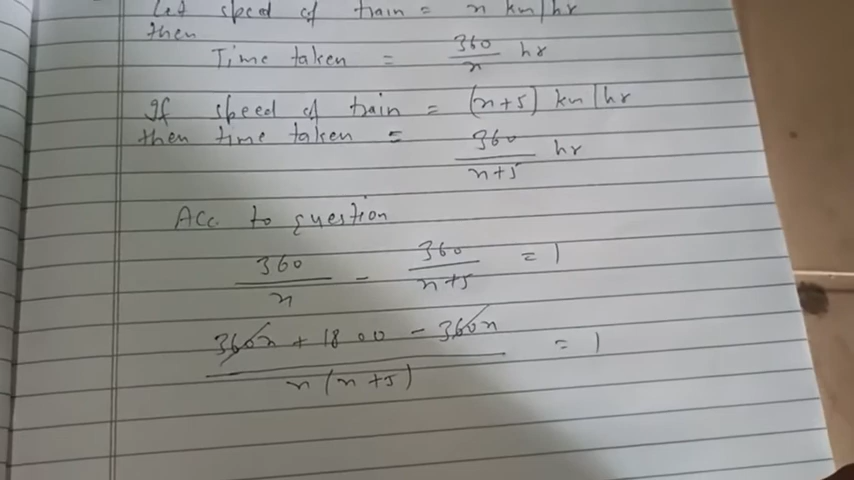 Let speed of train = x km/hr
then
Time taken = 360/x hr
If speed of train = (x+5) km/hr
then time taken = 360/x+5 hr
Acc. to question
360/x - 360/x+5 = 1
360x + 1800 - 360x / x(x+5) = 1